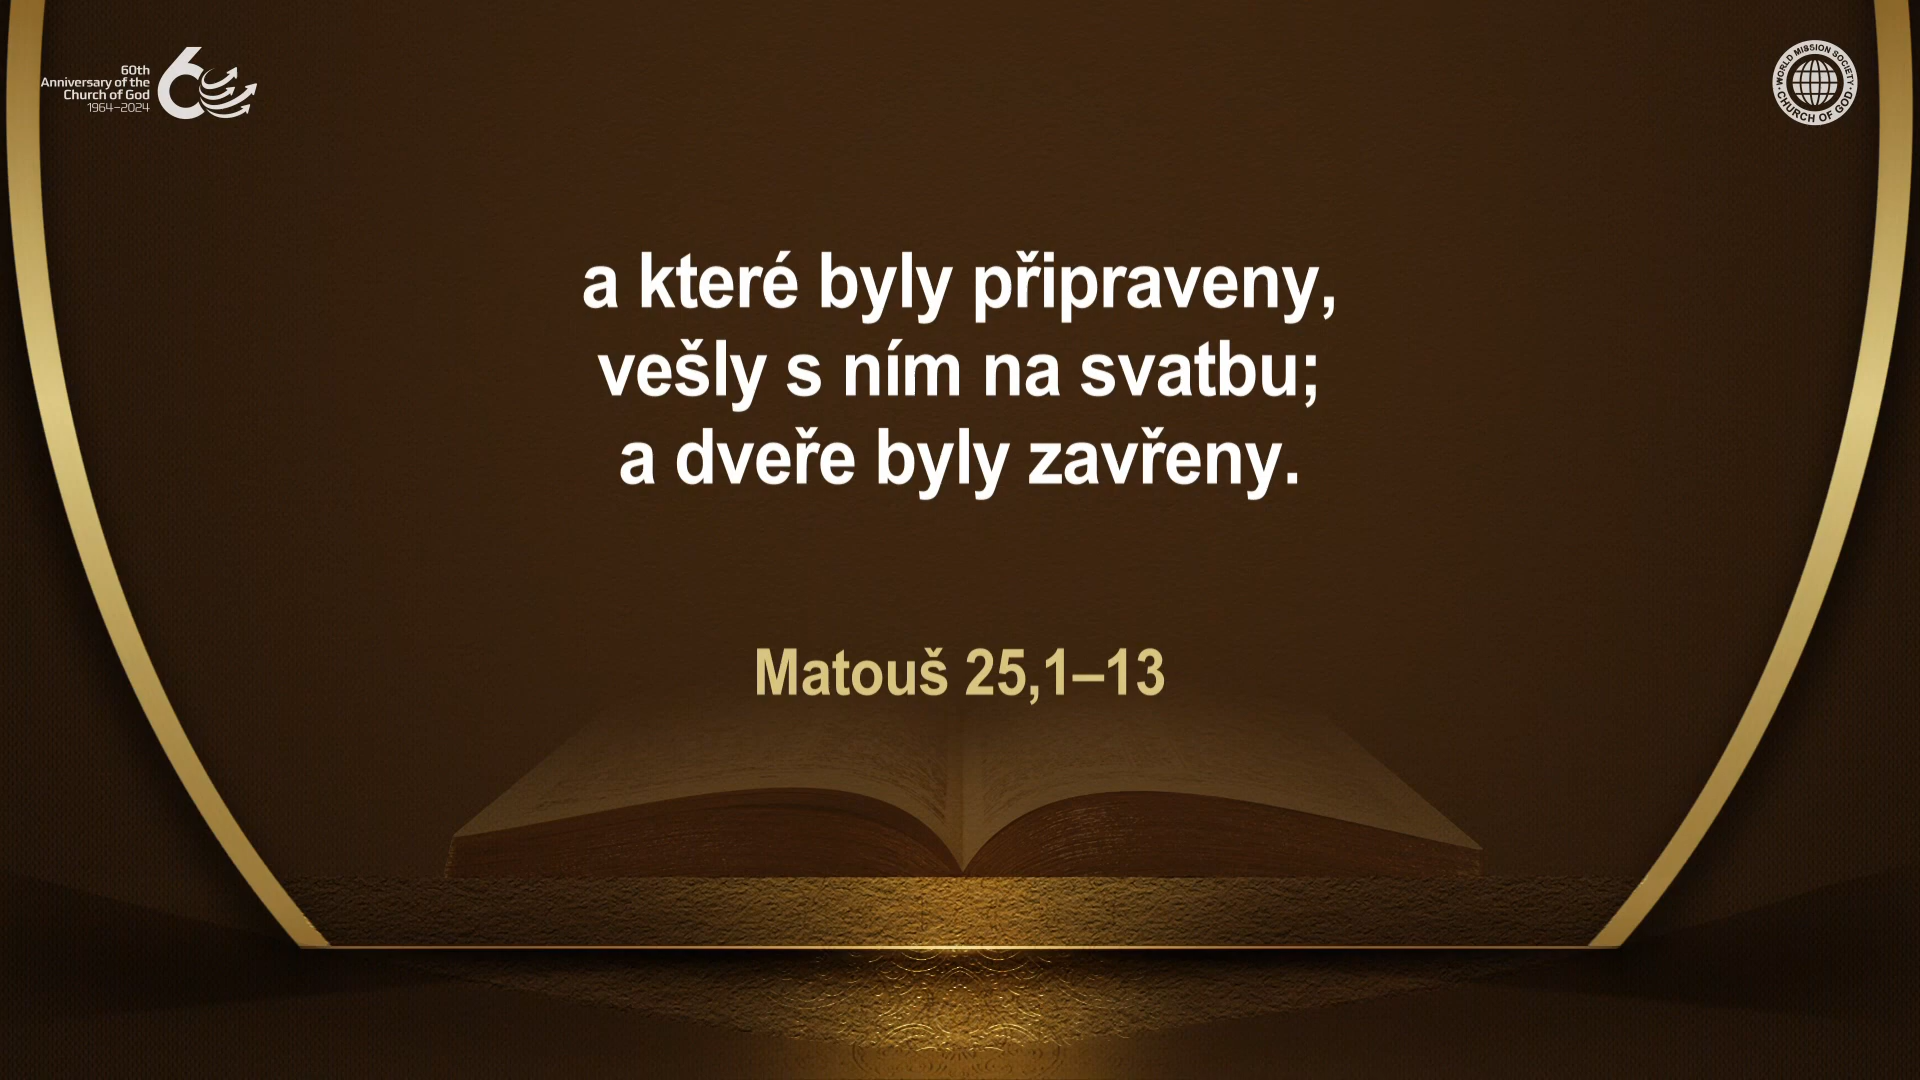 60th
Anniversary of the
Church of God
1964–2024
60
WORLD MISSION SOCIETY
CHURCH OF GOD
a které byly připraveny,
vešly s ním na svatbu;
a dveře byly zavřeny.
Matouš 25,1–13